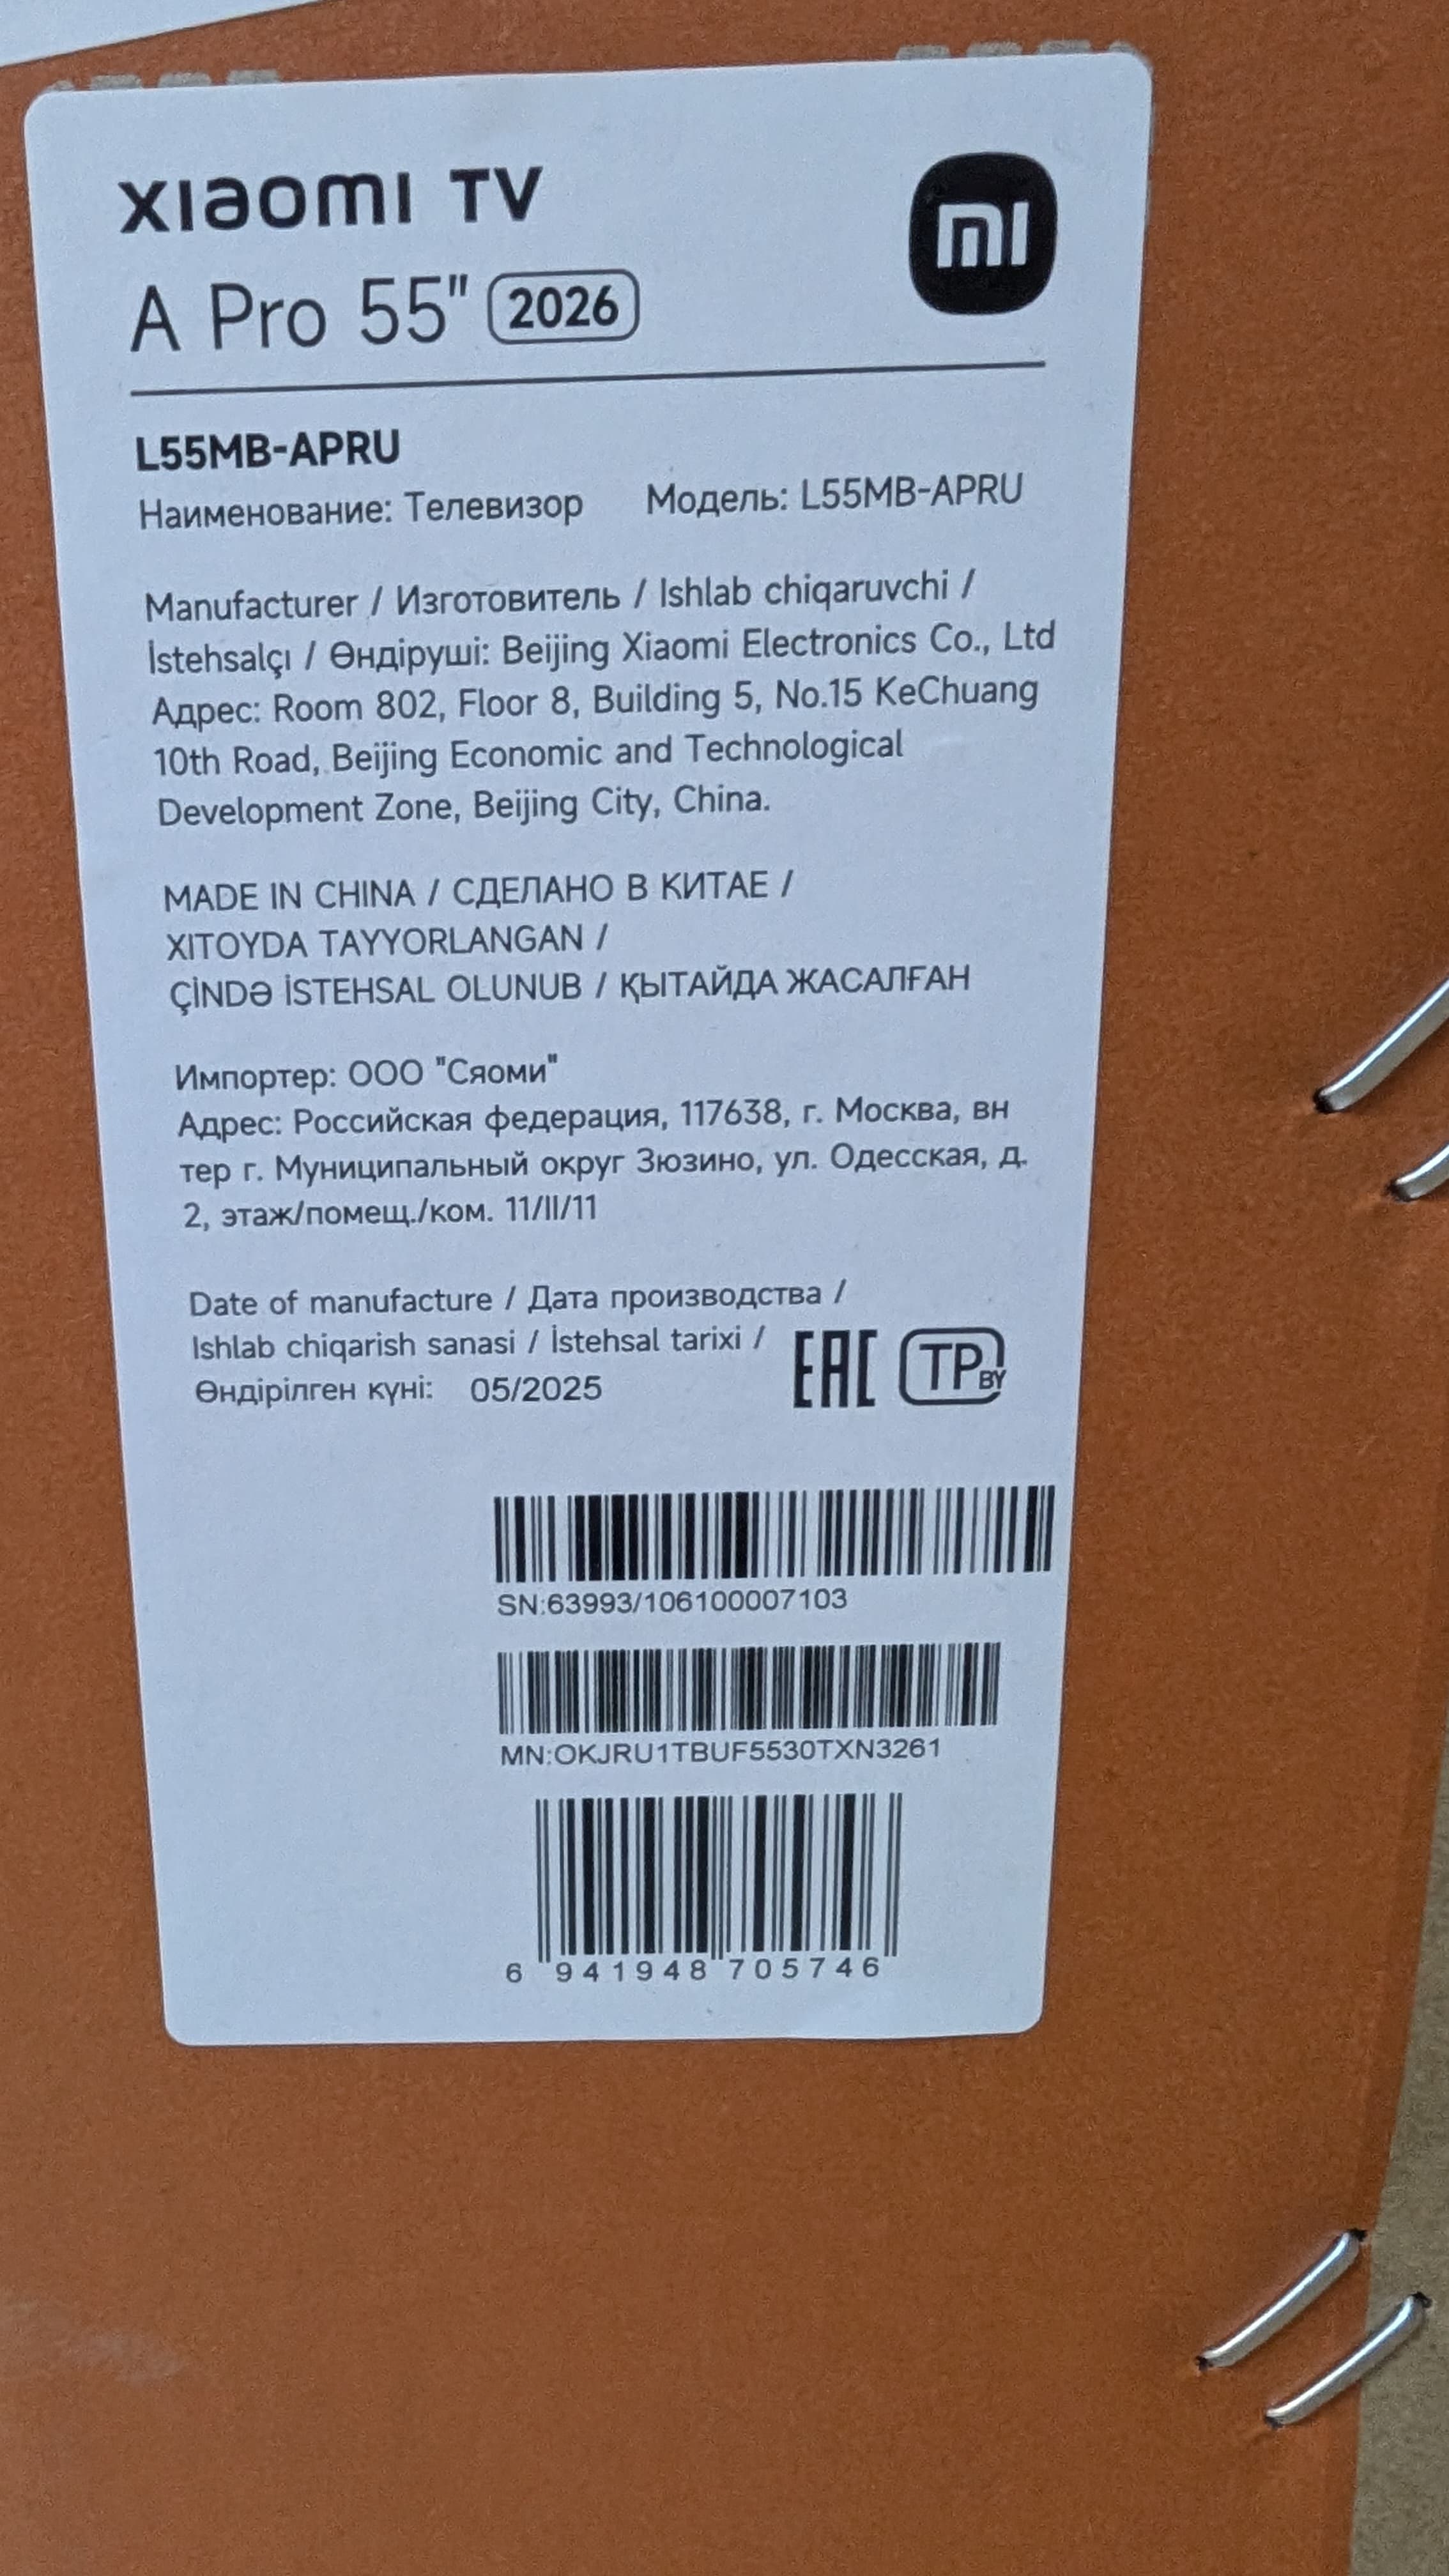 xiaomi TV
mi
A Pro 55" 2026
L55MB-APRU
Наименование: Телевизор Модель: L55MB-APRU
Manufacturer / Изготовитель / Ishlab chiqaruvchi /
İstehsalçı / Өндіруші: Beijing Xiaomi Electronics Co., Ltd
Адрес: Room 802, Floor 8, Building 5, No.15 KeChuang
10th Road, Beijing Economic and Technological
Development Zone, Beijing City, China.
MADE IN CHINA / СДЕЛАНО В КИТАЕ /
XITOYDA TAYYORLANGAN /
ÇİNDƏ İSTEHSAL OLUNUB / ҚЫТАЙДА ЖАСАЛҒАН
Импортер: ООО "Сяоми"
Адрес: Российская федерация, 117638, г. Москва, вн
тер г. Муниципальный округ Зюзино, ул. Одесская, д.
2, этаж/помещ./ком. 11/II/11
Date of manufacture / Дата производства /
Ishlab chiqarish sanasi / İstehsal tarixi /
Өндірілген күні: 05/2025
EAC TP BY
SN:63993/106100007103
MN:OKJRU1TBUF5530TXN3261
6 941948 705746